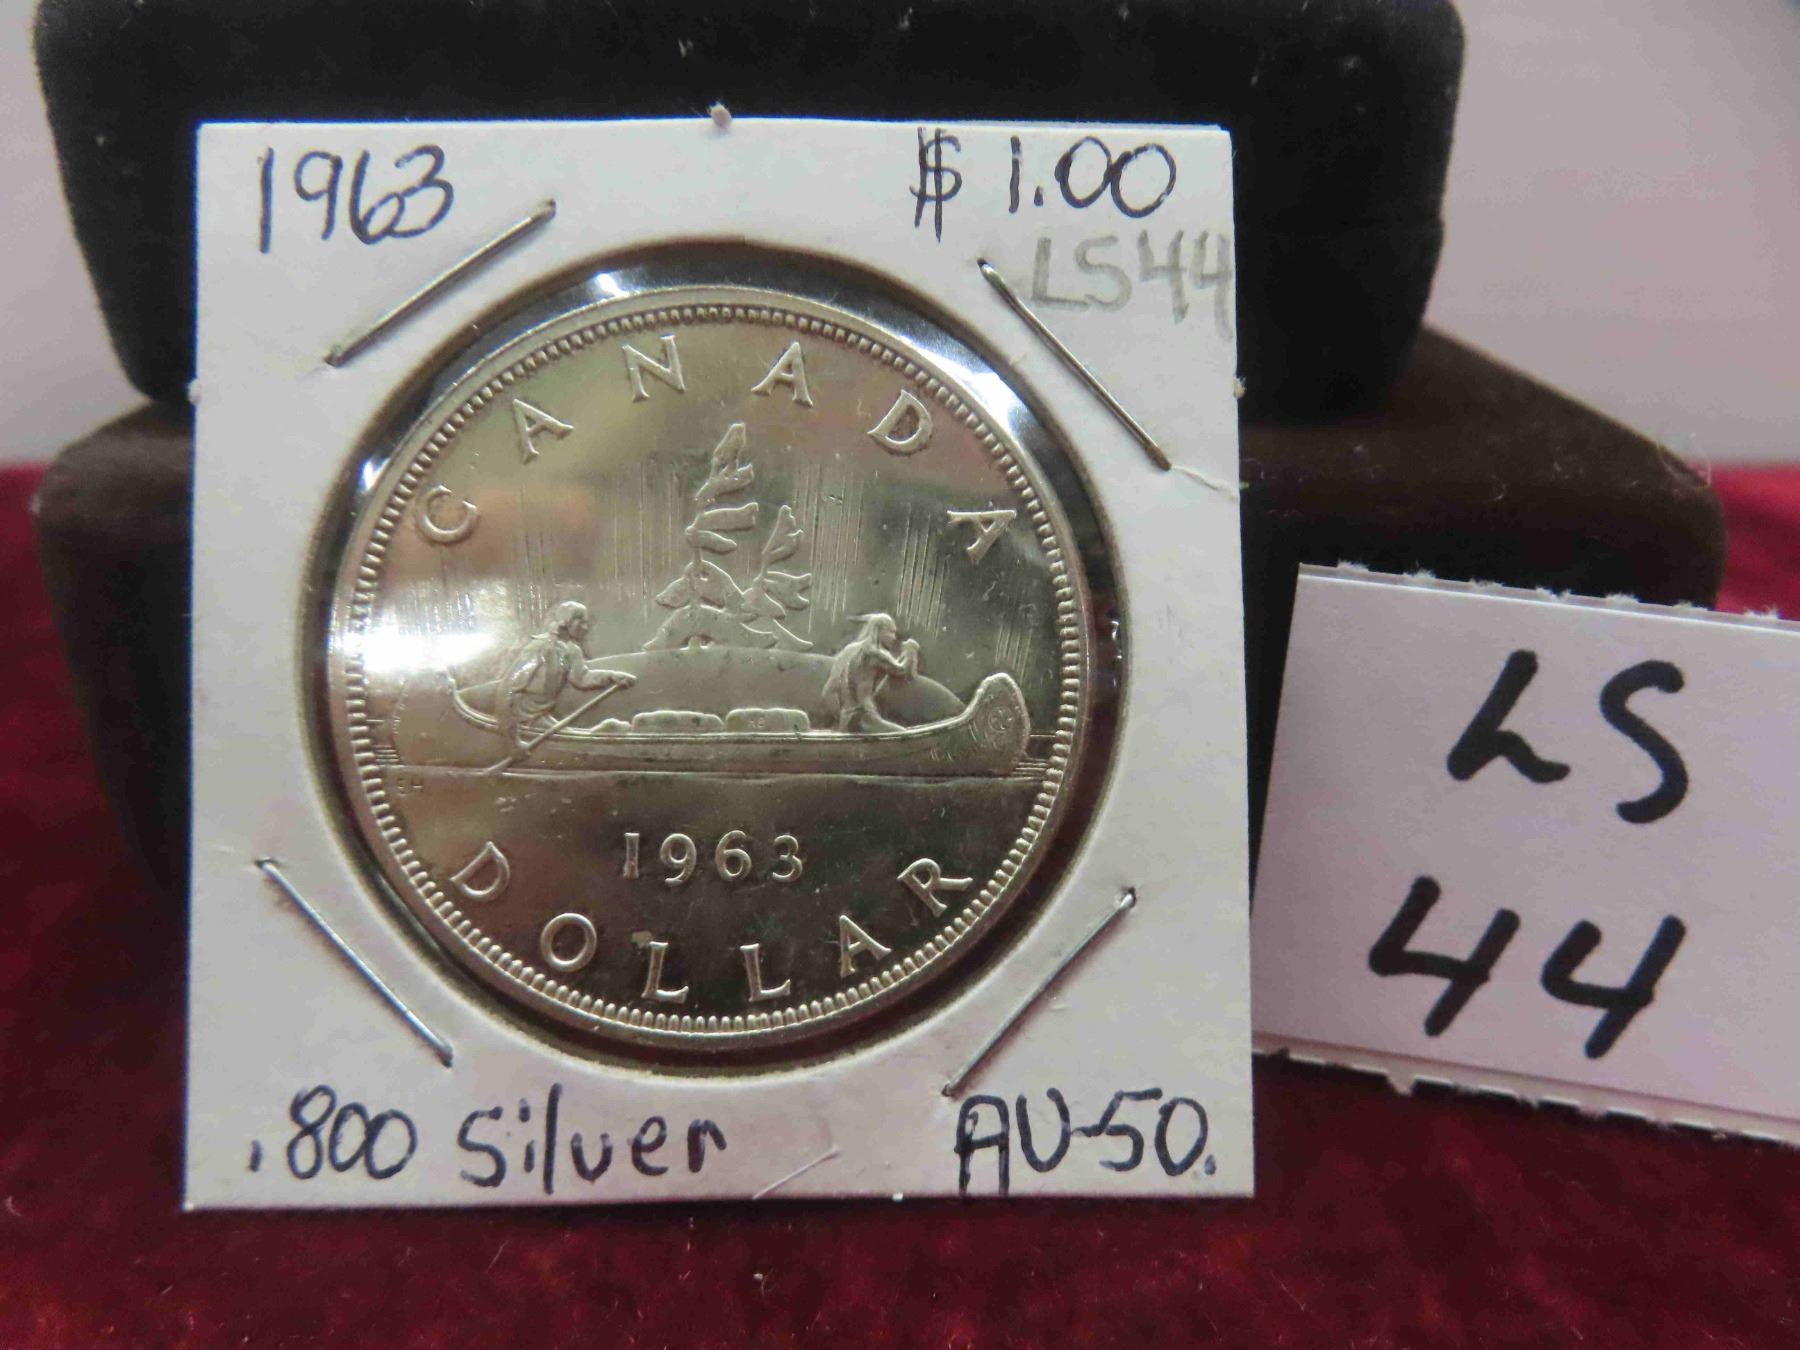 1963 $1.00
LS44
CANADA
1963
DOLLAR
.800 Silver AU-50.
LS
44